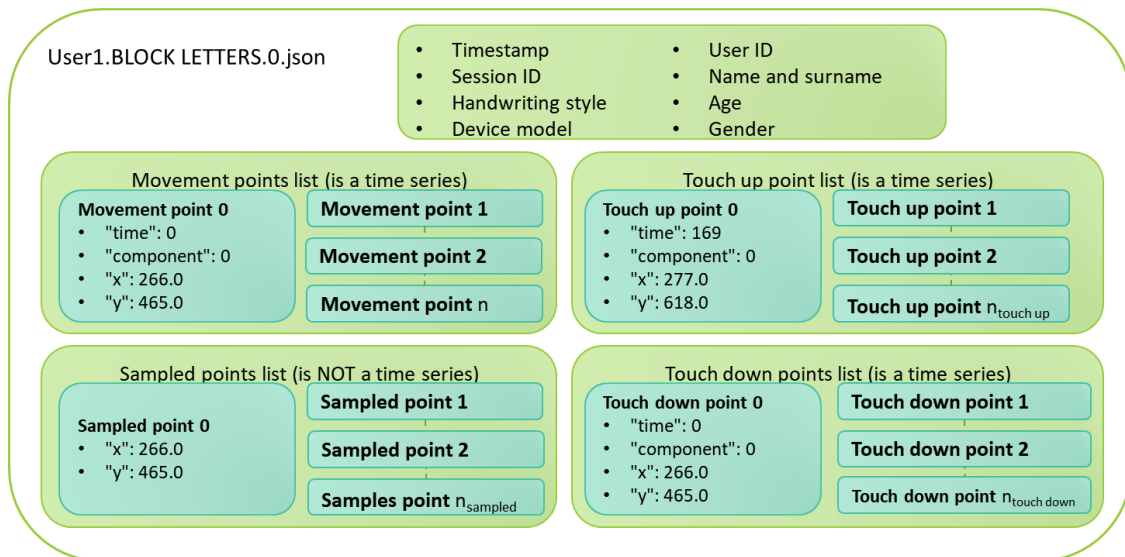 User1.BLOCK LETTERS.0.json
• Timestamp
• Session ID
• Handwriting style
• Device model
• User ID
• Name and surname
• Age
• Gender
Movement points list (is a time series)
Movement point 0
• "time": 0
• "component": 0
• "x": 266.0
• "y": 465.0
Movement point 1
Movement point 2
Movement point n
Touch up point list (is a time series)
Touch up point 0
• "time": 169
• "component": 0
• "x": 277.0
• "y": 618.0
Touch up point 1
Touch up point 2
Touch up point n touch up
Sampled points list (is NOT a time series)
Sampled point 0
• "x": 266.0
• "y": 465.0
Sampled point 1
Sampled point 2
Samples point n sampled
Touch down points list (is a time series)
Touch down point 0
• "time": 0
• "component": 0
• "x": 266.0
• "y": 465.0
Touch down point 1
Touch down point 2
Touch down point n touch down